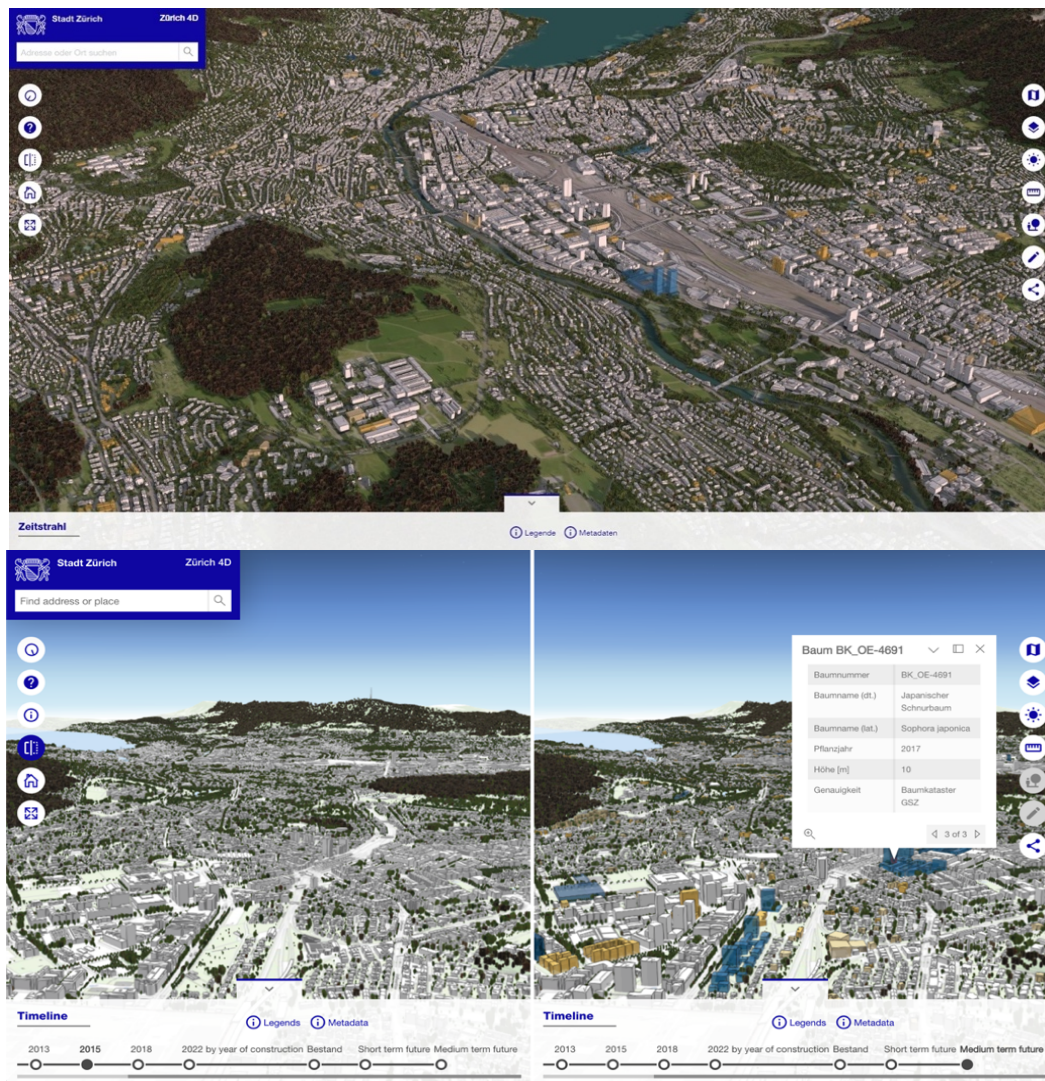 Stadt Zürich Zürich 4D
Adresse oder Ort suchen
Zeitstrahl
Legende Metadaten
Stadt Zürich Zürich 4D
Find address or place
Baum BK_OE-4691
Baumnummer BK_OE-4691
Baumname (dt.) Japanischer
Schnurbaum
Baumname (lat.) Sophora japonica
Pflanzjahr 2017
Höhe [m] 10
Genauigkeit Baumkataster
GSZ
3 of 3
Timeline
Legends Metadata
2013 2015 2018 2022 by year of construction Bestand Short term future Medium term future
Timeline
Legends Metadata
2013 2015 2018 2022 by year of construction Bestand Short term future Medium term future